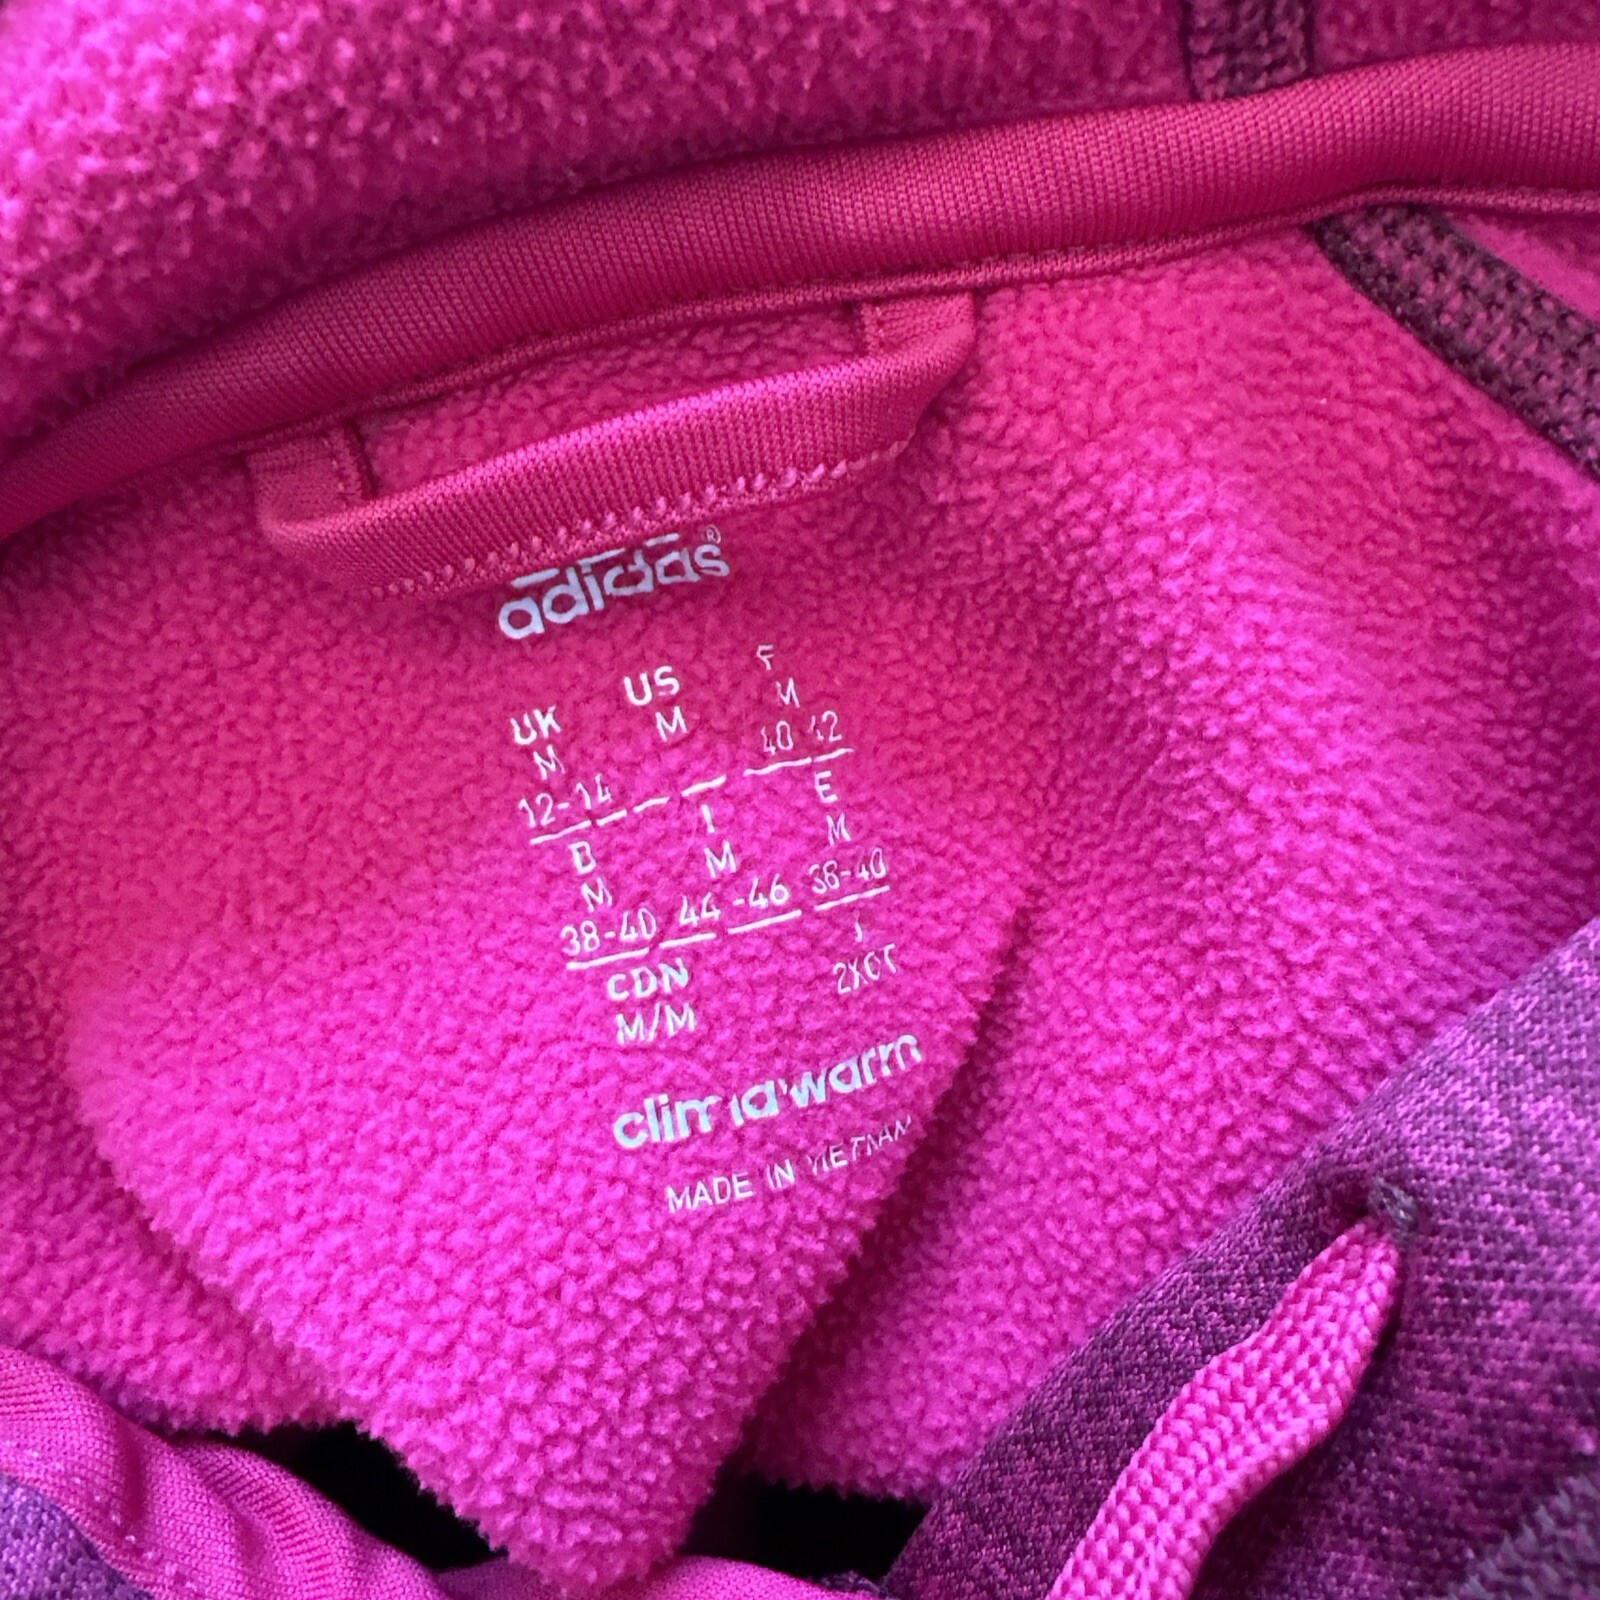 adidas®
UK US F
M M M
12-14 40 42
D I E
M M M
38-40 44-46 38-40
CDN J
M/M 2XOT
climawarm
MADE IN VIETNAM